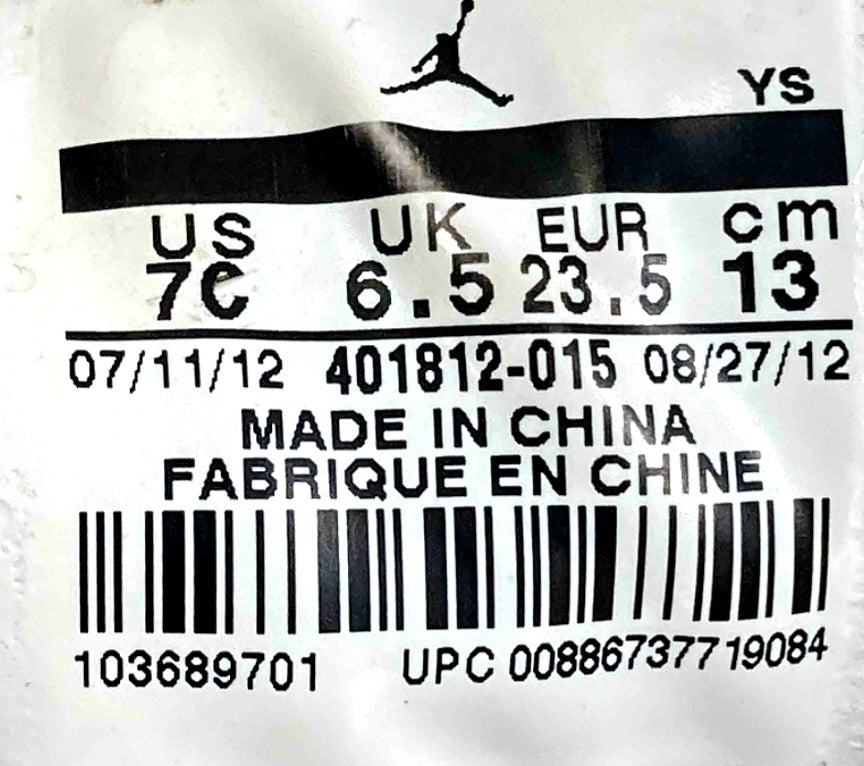 YS
US UK EUR cm
7C 6.5 23.5 13
07/11/12 401812-015 08/27/12
MADE IN CHINA
FABRIQUE EN CHINE
103689701 UPC 00886737719084